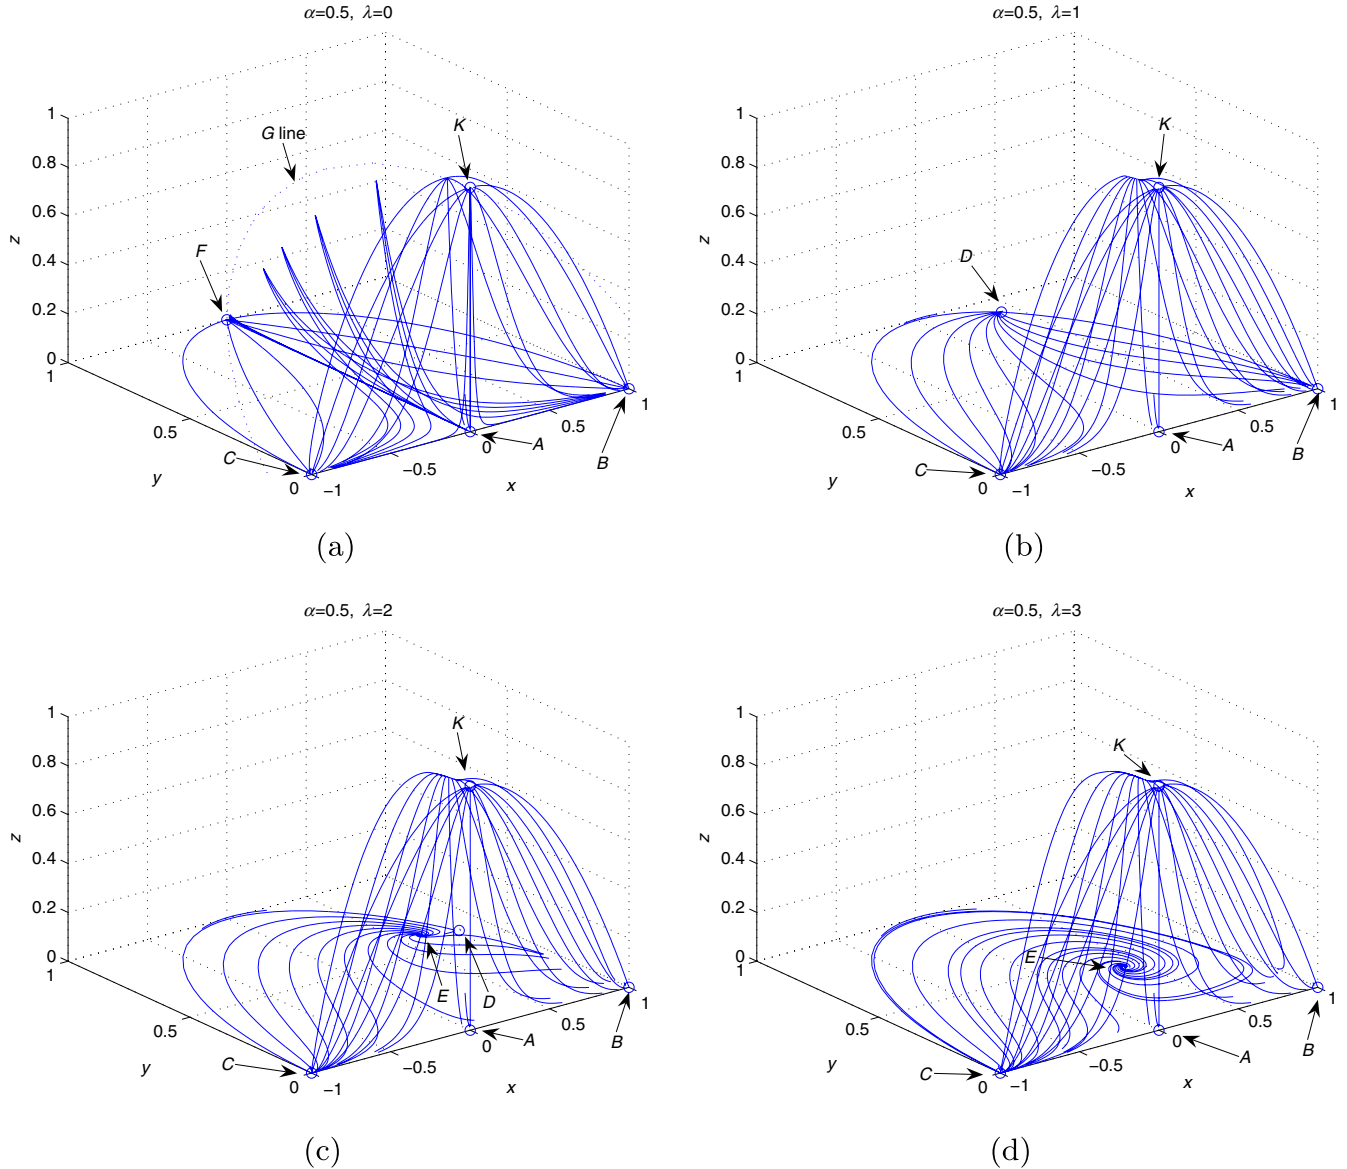 α=0.5, λ=0
1
0.8
0.6
0.4
0.2
0
z
1
0.5
0
y
−1
−0.5
0
0.5
1
x
G line
K
F
C
A
B
(a)
α=0.5, λ=1
1
0.8
0.6
0.4
0.2
0
z
1
0.5
0
y
−1
−0.5
0
0.5
1
x
K
D
C
A
B
(b)
α=0.5, λ=2
1
0.8
0.6
0.4
0.2
0
z
1
0.5
0
y
−1
−0.5
0
0.5
1
x
K
E
D
C
A
B
(c)
α=0.5, λ=3
1
0.8
0.6
0.4
0.2
0
z
1
0.5
0
y
−1
−0.5
0
0.5
1
x
K
E
C
A
B
(d)